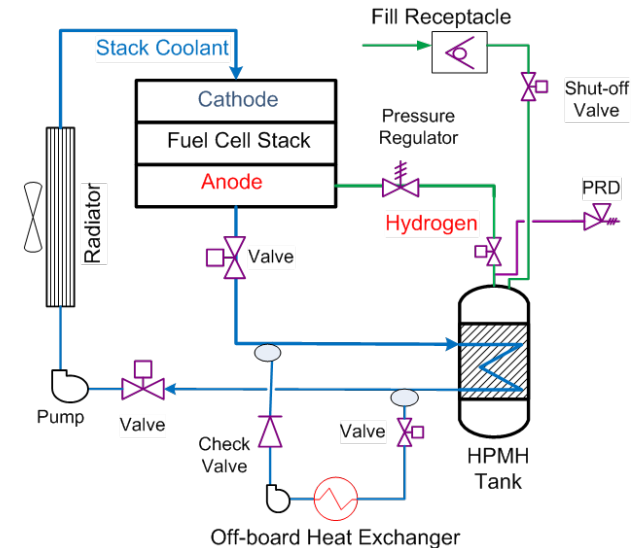 Fill Receptacle
Stack Coolant
Shut-off
Valve
Cathode
Fuel Cell Stack
Anode
Pressure
Regulator
PRD
Radiator
Hydrogen
Valve
Pump
Valve
Check
Valve
Valve
HPMH
Tank
Off-board Heat Exchanger